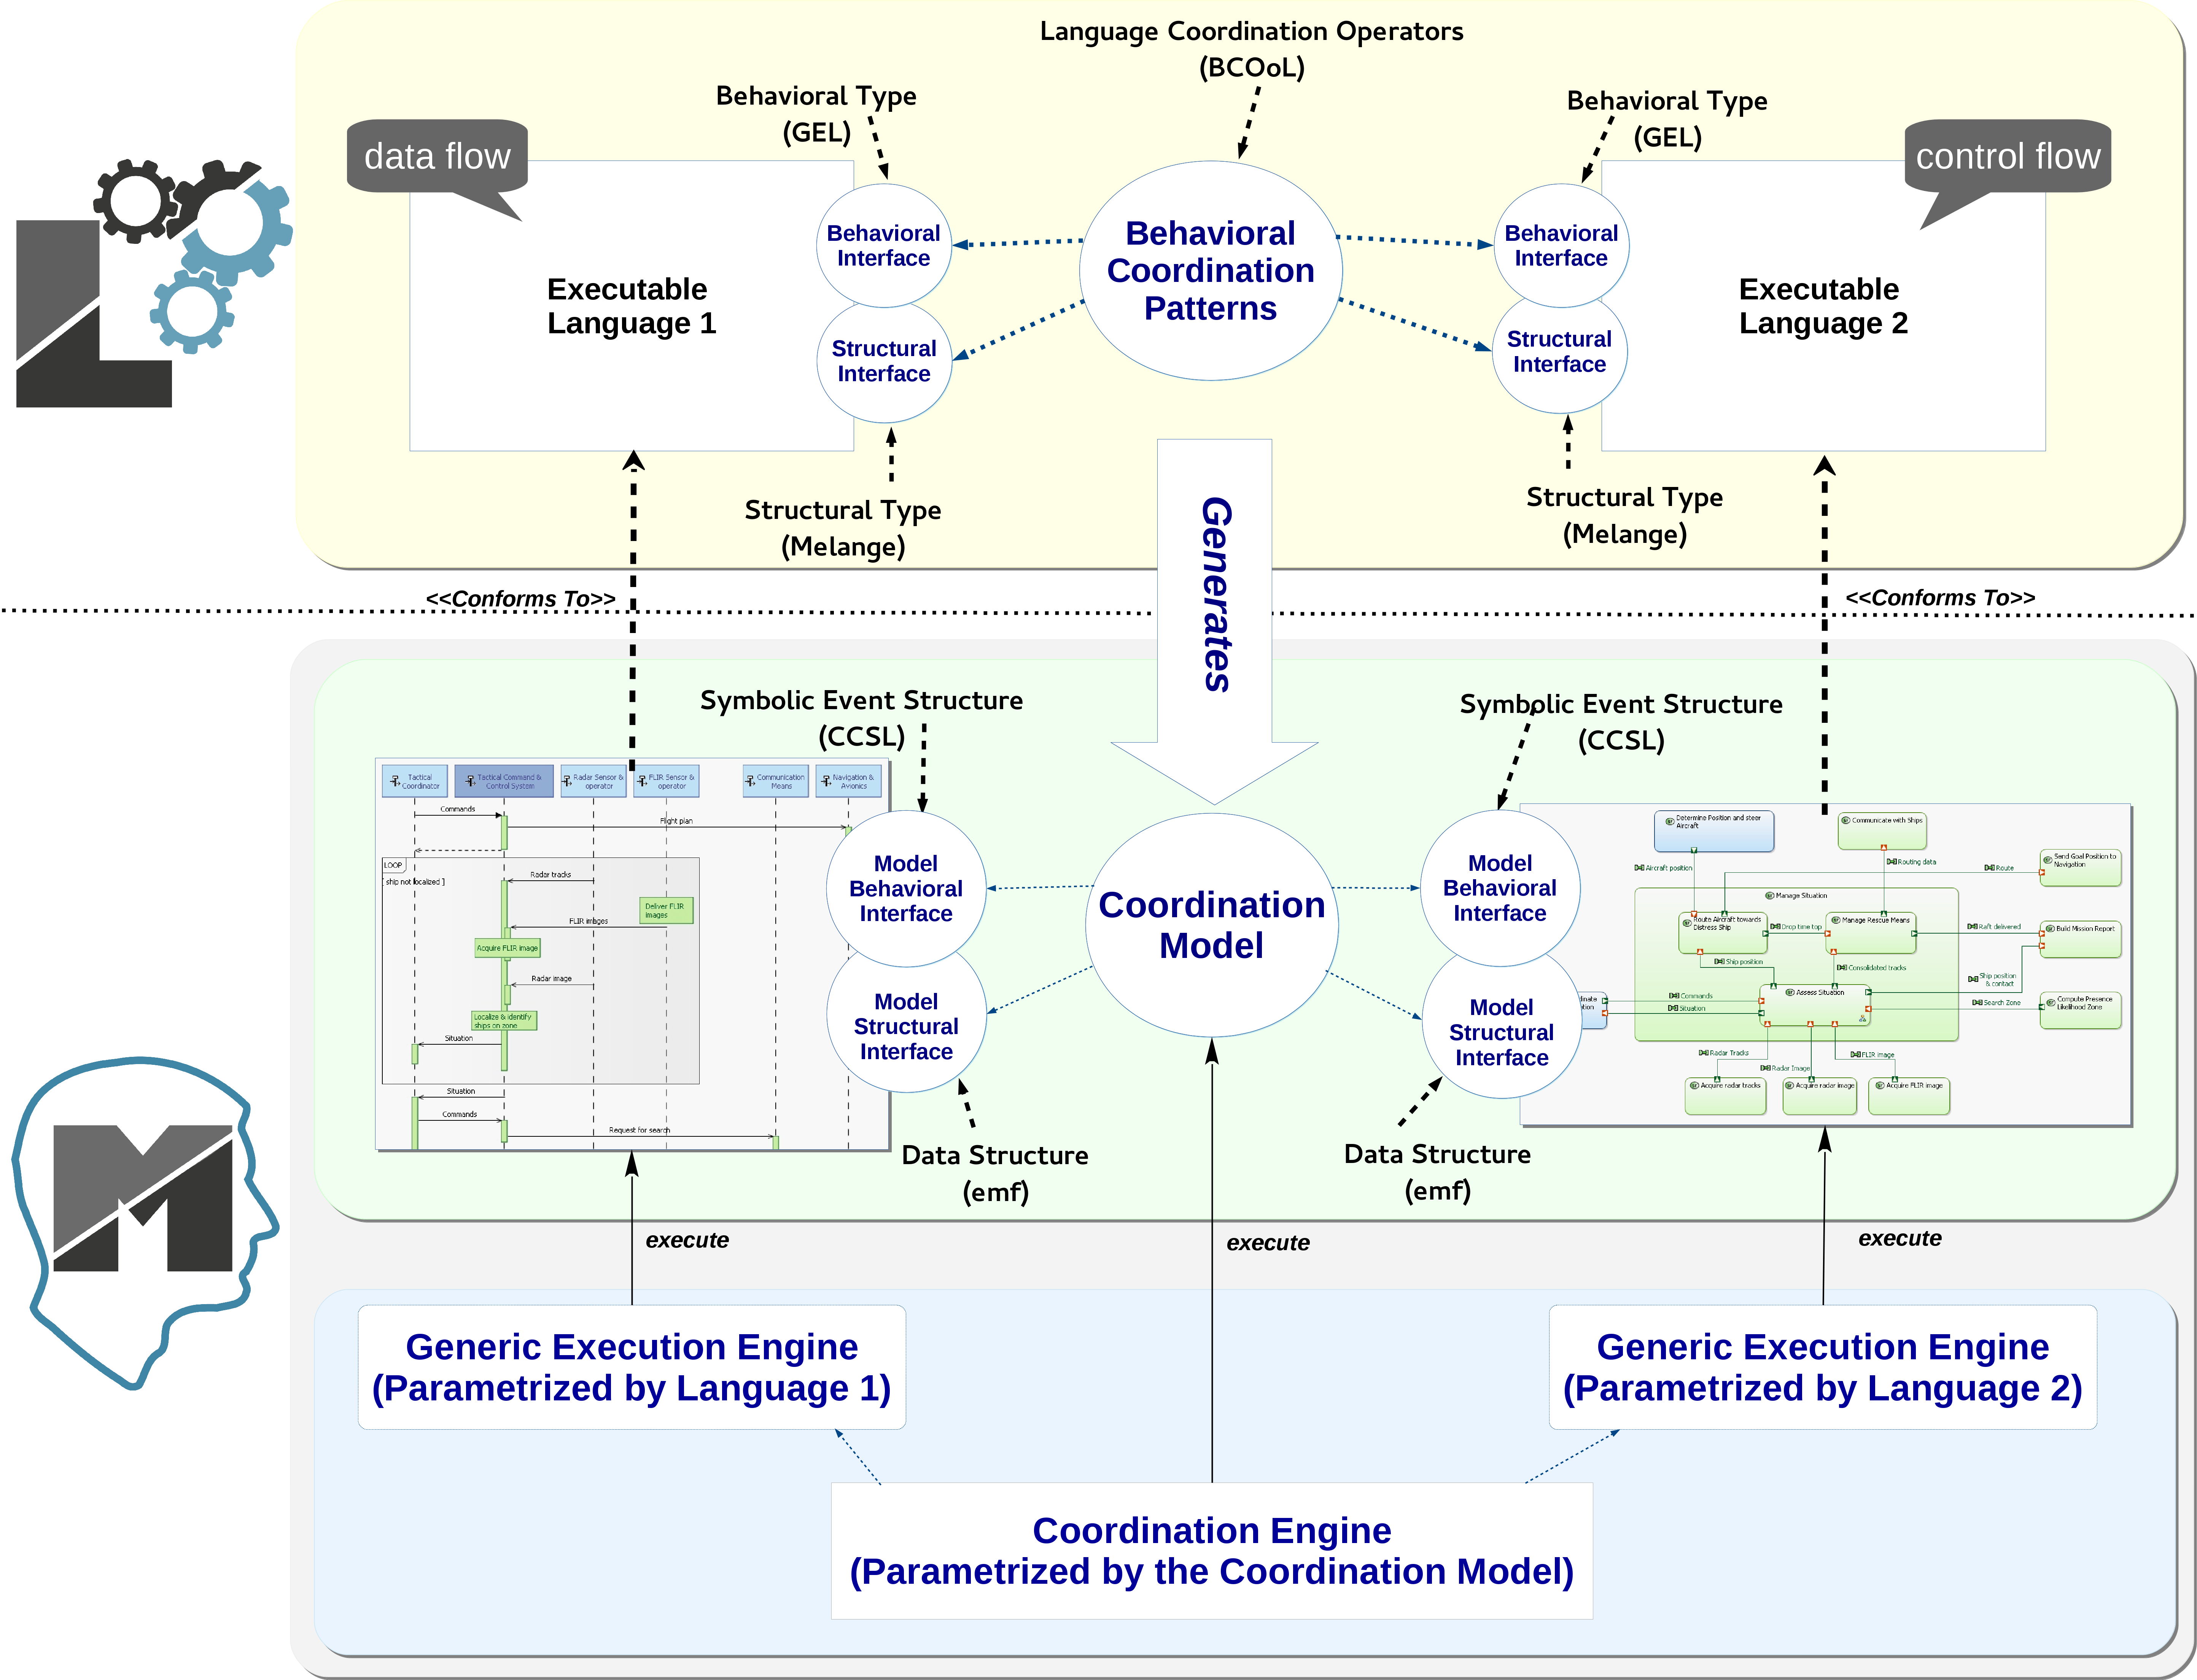 Language Coordination Operators
(BCOoL)
Behavioral Type
(GEL)
Behavioral Type
(GEL)
data flow
control flow
Executable
Language 1
Behavioral
Interface
Structural
Interface
Behavioral
Coordination
Patterns
Behavioral
Interface
Structural
Interface
Executable
Language 2
Structural Type
(Melange)
Structural Type
(Melange)
Generates
<<Conforms To>>
<<Conforms To>>
Symbolic Event Structure
(CCSL)
Symbolic Event Structure
(CCSL)
Tactical
Coordinator
Tactical Command &
Control System
Radar Sensor &
operator
FLIR Sensor &
operator
Communication
Means
Navigation &
Avionics
Commands
Flight plan
LOOP
[ ship not localized ]
Radar tracks
Deliver FLIR
images
FLIR images
Acquire FLIR image
Radar image
Localize & identify
ships on zone
Situation
Situation
Commands
Request for search
Model
Behavioral
Interface
Model
Structural
Interface
Coordination
Model
Model
Behavioral
Interface
Model
Structural
Interface
Determine Position and steer
Aircraft
Communicate with Ships
Send Goal Position to
Navigation
Aircraft position
Routing data
Route
Manage Situation
Route Aircraft towards
Distress Ship
Drop time top
Manage Rescue Means
Raft delivered
Build Mission Report
Ship position
Consolidated tracks
Ship position
& contact
Assess Situation
Commands
Situation
Search Zone
Compute Presence
Likelihood Zone
Radar Tracks
Radar Image
FLIR image
Acquire radar tracks
Acquire radar image
Acquire FLIR image
Data Structure
(emf)
Data Structure
(emf)
execute
execute
execute
Generic Execution Engine
(Parametrized by Language 1)
Generic Execution Engine
(Parametrized by Language 2)
Coordination Engine
(Parametrized by the Coordination Model)